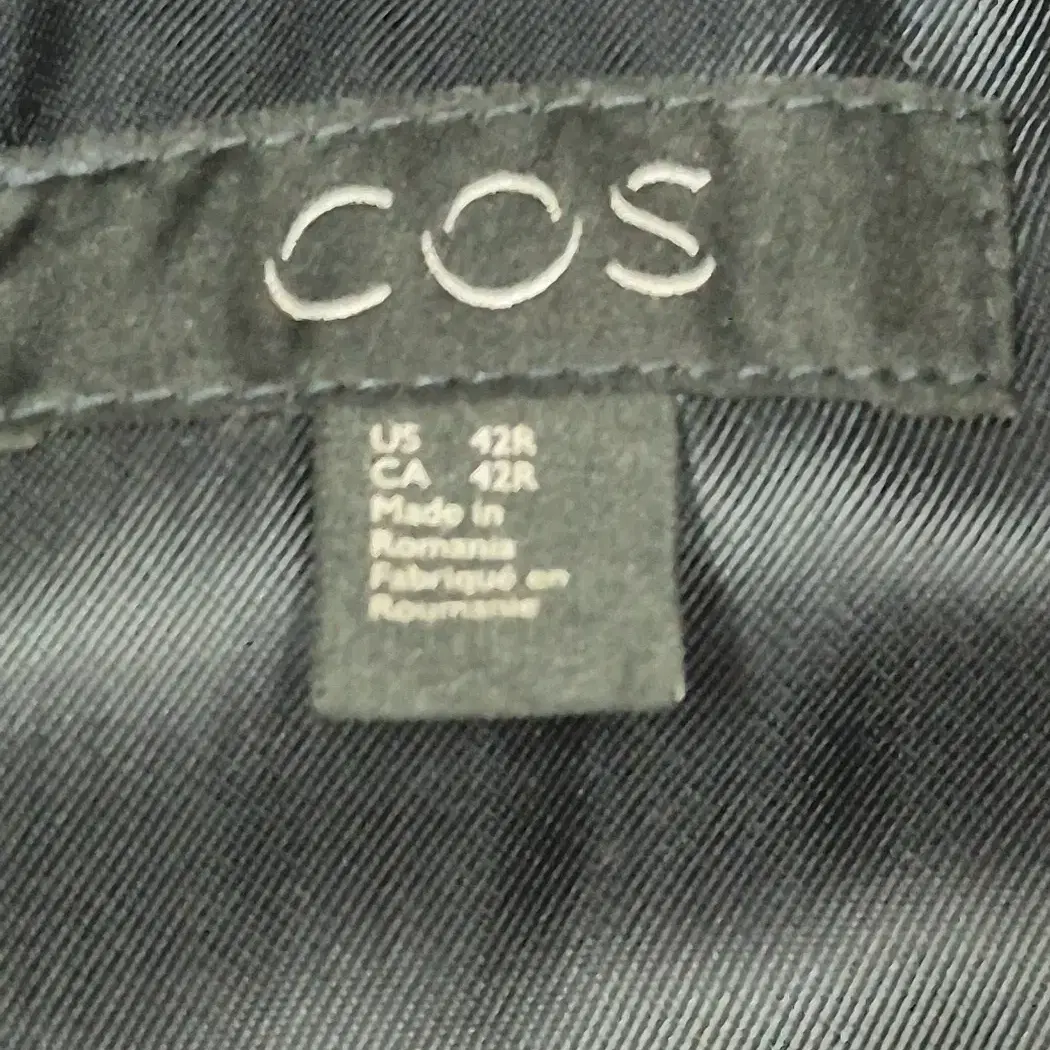 COS
US 42R
CA 42R
Made in
Romania
Fabriqué en
Roumanie